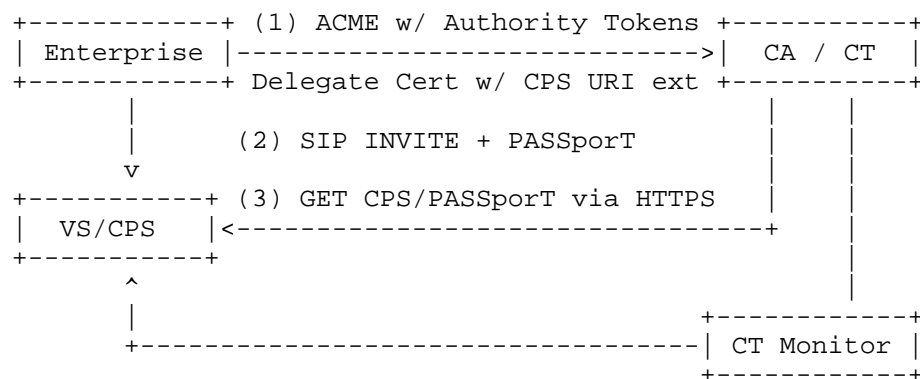 (1) ACME w/ Authority Tokens
Enterprise CA / CT
Delegate Cert w/ CPS URI ext
(2) SIP INVITE + PASSporT
(3) GET CPS/PASSporT via HTTPS
VS/CPS
CT Monitor